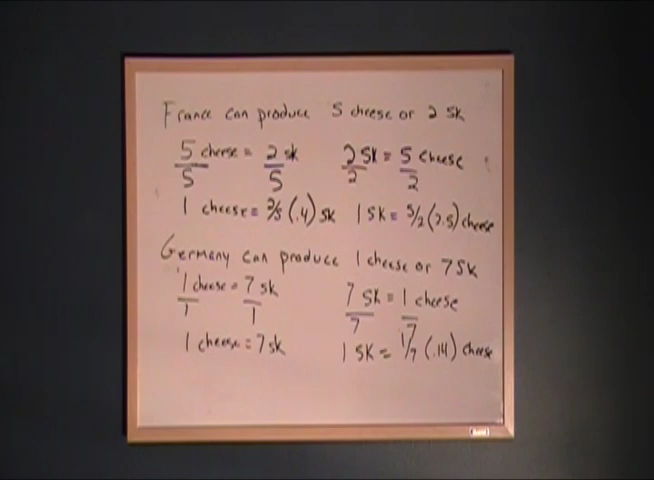 France can produce 5 cheese or 2 SK
5 cheese = 2 sk 2 SK = 5 cheese
5 5 2 2
1 cheese = 2/5 (.4) SK 1 SK = 5/2 (2.5) cheese
Germany can produce 1 cheese or 7 SK
1 cheese = 7 sk 7 SK = 1 cheese
1 1 7 7
1 cheese = 7 sk 1 SK = 1/7 (.14) cheese